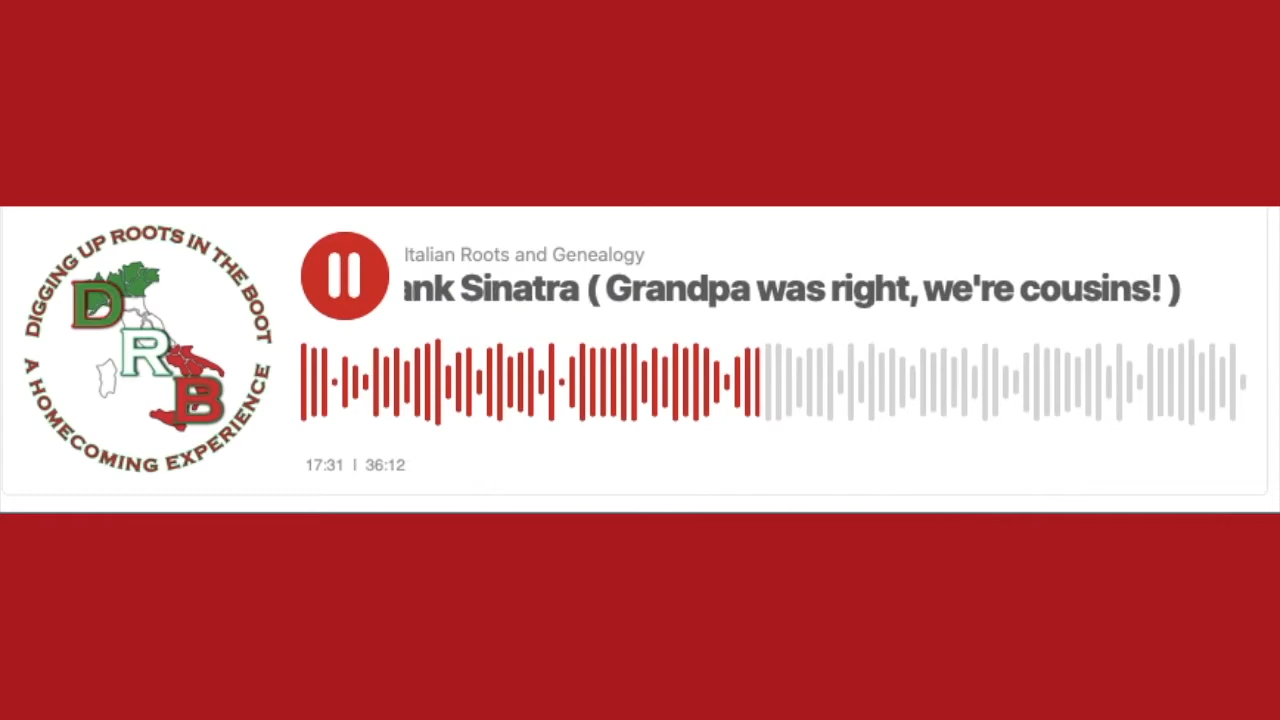 DIGGING UP ROOTS IN THE BOOT
A HOMECOMING EXPERIENCE
D
R
B
Italian Roots and Genealogy
ank Sinatra ( Grandpa was right, we're cousins! )
17:31 | 36:12